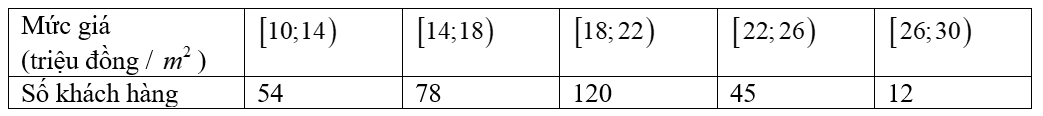 Mức giá (triệu đồng / m² ) [10;14) [14;18) [18;22) [22;26) [26;30)
Số khách hàng 54 78 120 45 12